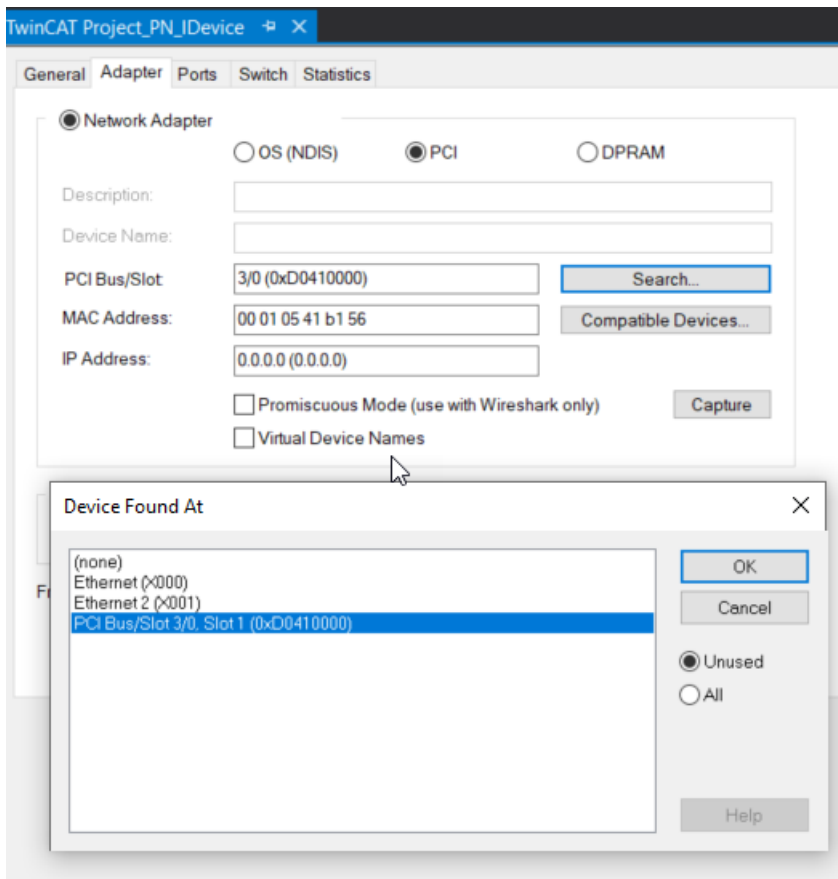 TwinCAT Project_PN_IDevice
General Adapter Ports Switch Statistics
Network Adapter
OS (NDIS) PCI DPRAM
Description:
Device Name:
PCI Bus/Slot: 3/0 (0xD0410000) Search...
MAC Address: 00 01 05 41 b1 56 Compatible Devices...
IP Address: 0.0.0.0 (0.0.0.0)
Promiscuous Mode (use with Wireshark only) Capture
Virtual Device Names
Device Found At
(none)
Ethernet (X000)
Ethernet 2 (X001)
PCI Bus/Slot 3/0, Slot 1 (0xD0410000)
OK
Cancel
Unused
All
Help